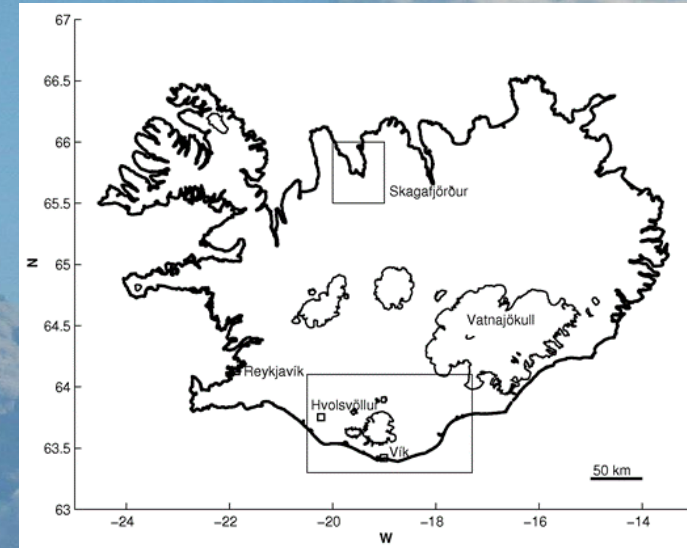 67
66.5
66
65.5
Skagafjörður
65
N
Vatnajökull
64.5
Reykjavík
64
Hvolsvöllur
63.5
Vík
50 km
63
−24
−22
−20
−18
−16
−14
W